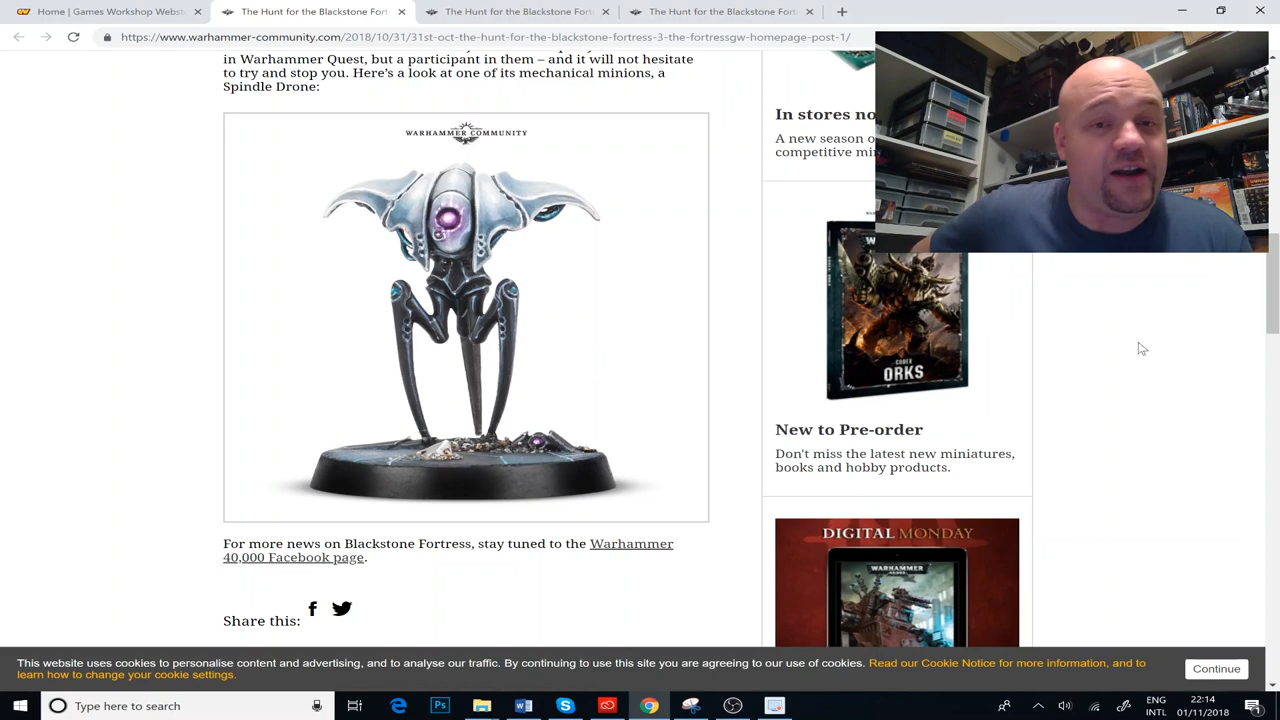 Home | Games Workshop Webst
The Hunt for the Blackstone Fort
The Hunt for the Blackstone Fort
The Hunt for the Blackstone Fort
https://www.warhammer-community.com/2018/10/31/31st-oct-the-hunt-for-the-blackstone-fortress-3-the-fortressgw-homepage-post-1/
in Warhammer Quest, but a participant in them – and it will not hesitate
to try and stop you. Here's a look at one of its mechanical minions, a
Spindle Drone:
WARHAMMER COMMUNITY
For more news on Blackstone Fortress, stay tuned to the Warhammer
40,000 Facebook page.
Share this:
In stores no
A new season o
competitive min
CODEX
ORKS
New to Pre-order
Don't miss the latest new miniatures,
books and hobby products.
DIGITAL MONDAY
WARHAMMER
This website uses cookies to personalise content and advertising, and to analyse our traffic. By continuing to use this site you are agreeing to our use of cookies. Read our Cookie Notice for more information, and to
learn how to change your cookie settings.
Continue
Type here to search
ENG
INTL
22:14
01/11/2018